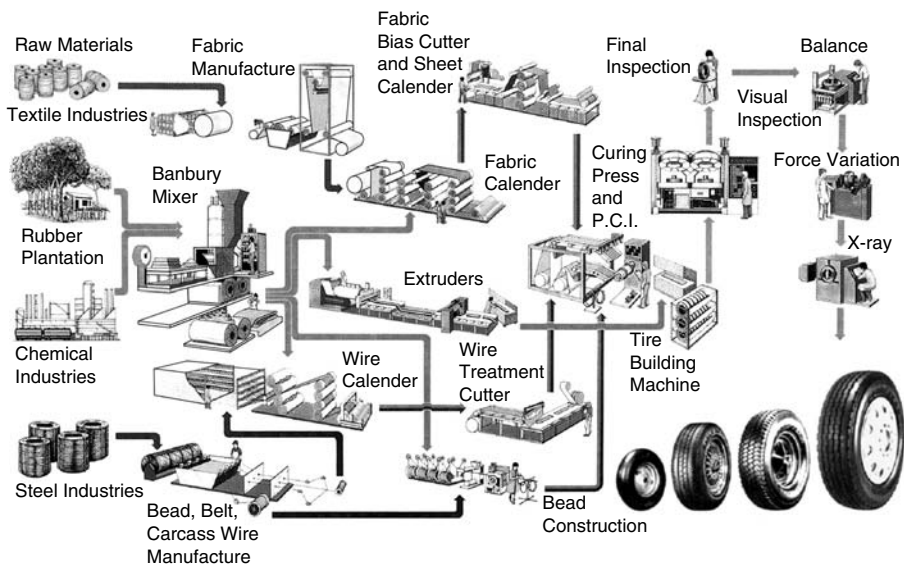 Raw Materials
Textile Industries
Fabric
Manufacture
Fabric
Bias Cutter
and Sheet
Calender
Final
Inspection
Balance
Visual
Inspection
Rubber
Plantation
Banbury
Mixer
Fabric
Calender
Curing
Press
and
P.C.I.
Force Variation
X-ray
Chemical
Industries
Extruders
Wire
Calender
Wire
Treatment
Cutter
Tire
Building
Machine
Steel Industries
Bead, Belt,
Carcass Wire
Manufacture
Bead
Construction